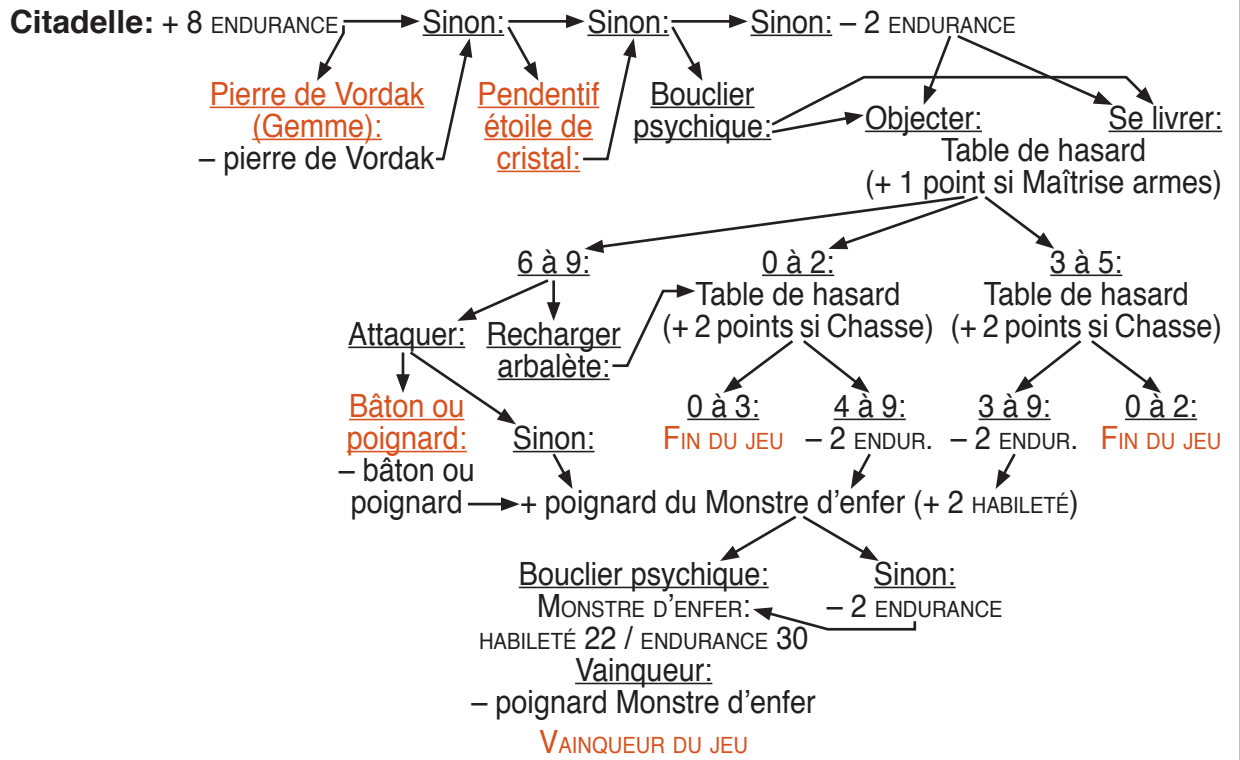 Citadelle: + 8 ENDURANCE Sinon: Sinon: Sinon: – 2 ENDURANCE
Pierre de Vordak
(Gemme):
– pierre de Vordak
Pendentif
étoile de
cristal:
Bouclier
psychique:
Objecter:
Se livrer:
Table de hasard
(+ 1 point si Maîtrise armes)
6 à 9:
0 à 2:
3 à 5:
Attaquer:
Recharger
arbalète:
Table de hasard
(+ 2 points si Chasse)
Table de hasard
(+ 2 points si Chasse)
Bâton ou
poignard:
– bâton ou
poignard
Sinon:
0 à 3:
FIN DU JEU
4 à 9:
– 2 ENDUR.
3 à 9:
– 2 ENDUR.
0 à 2:
FIN DU JEU
+ poignard du Monstre d'enfer (+ 2 HABILETÉ)
Bouclier psychique:
Sinon:
– 2 ENDURANCE
MONSTRE D'ENFER:
HABILETÉ 22 / ENDURANCE 30
Vainqueur:
– poignard Monstre d'enfer
VAINQUEUR DU JEU